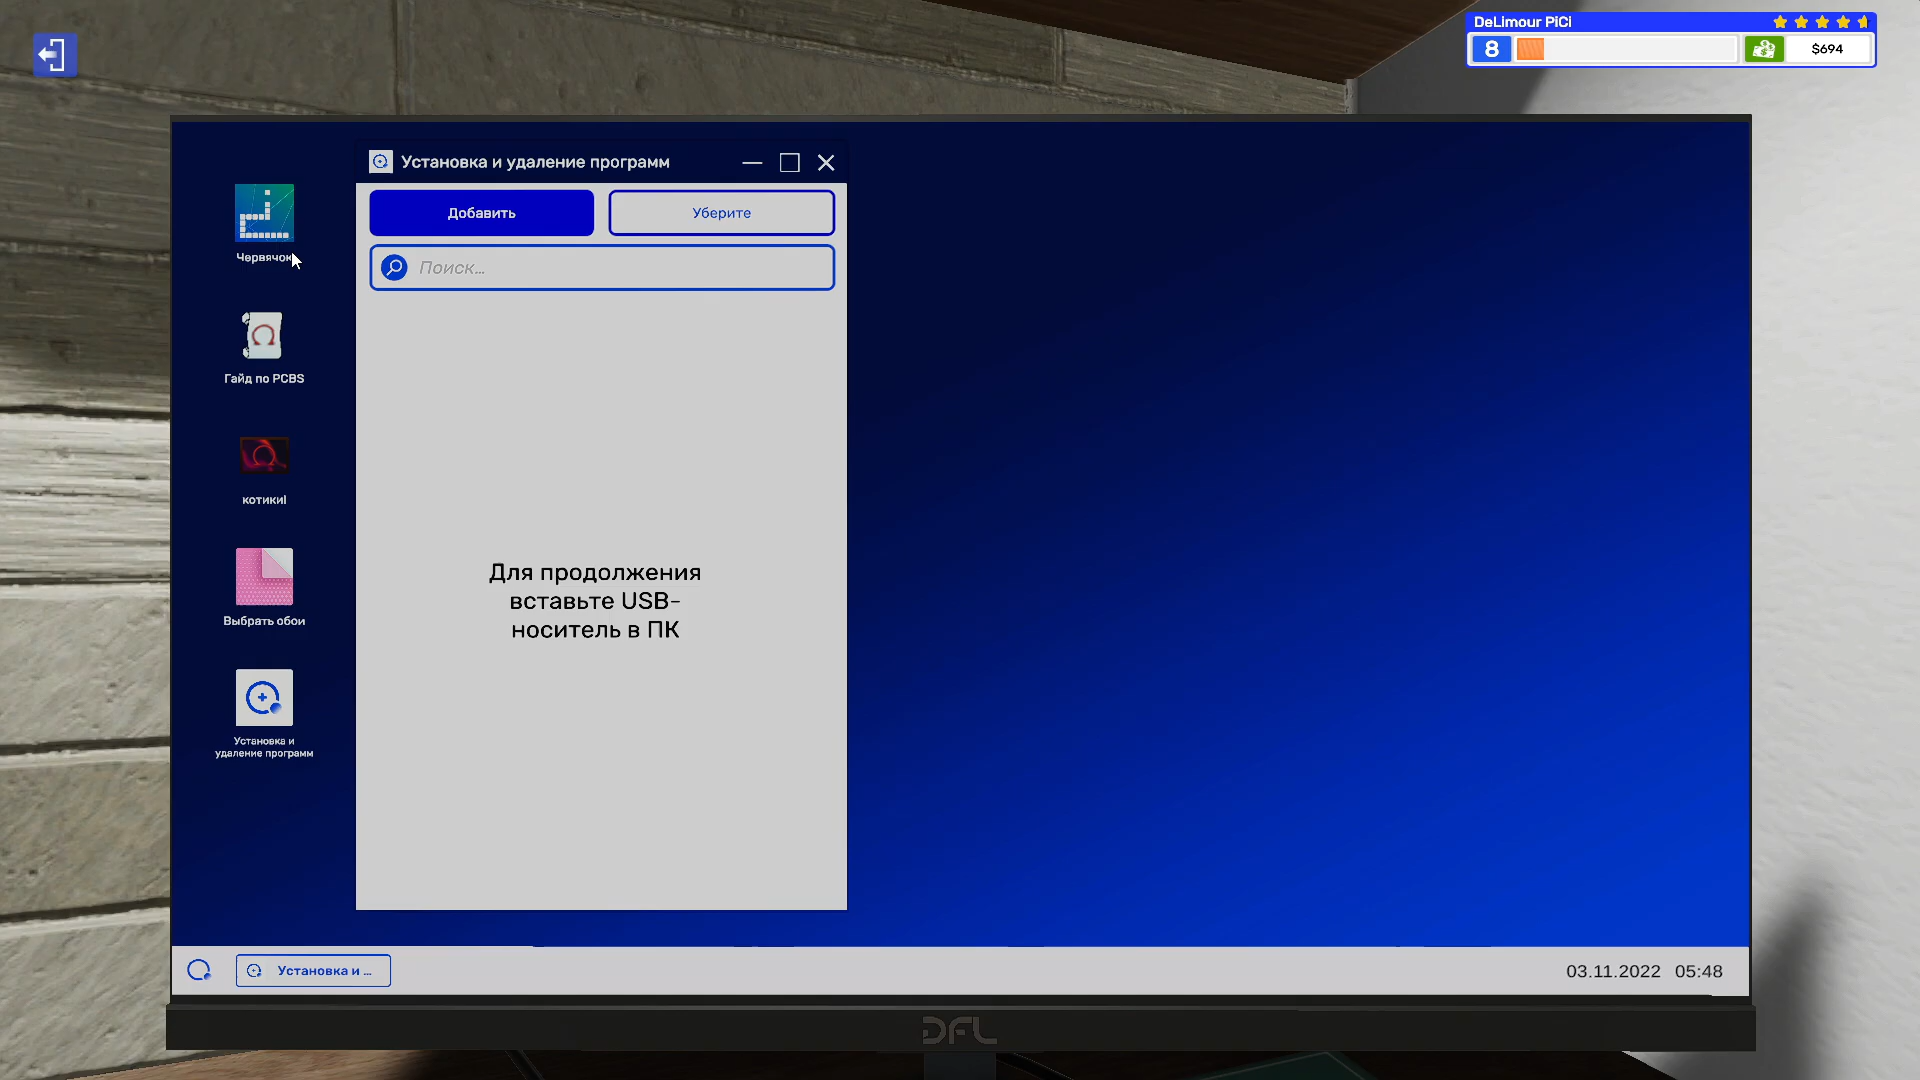 DeLimour PiCi
8
$694
Установка и удаление программ
Добавить
Уберите
Поиск...
Червячок
Гайд по PCBS
котики!
Выбрать обои
Установка и
удаление программ
Для продолжения
вставьте USB-
носитель в ПК
Установка и ...
03.11.2022 05:48
DFL